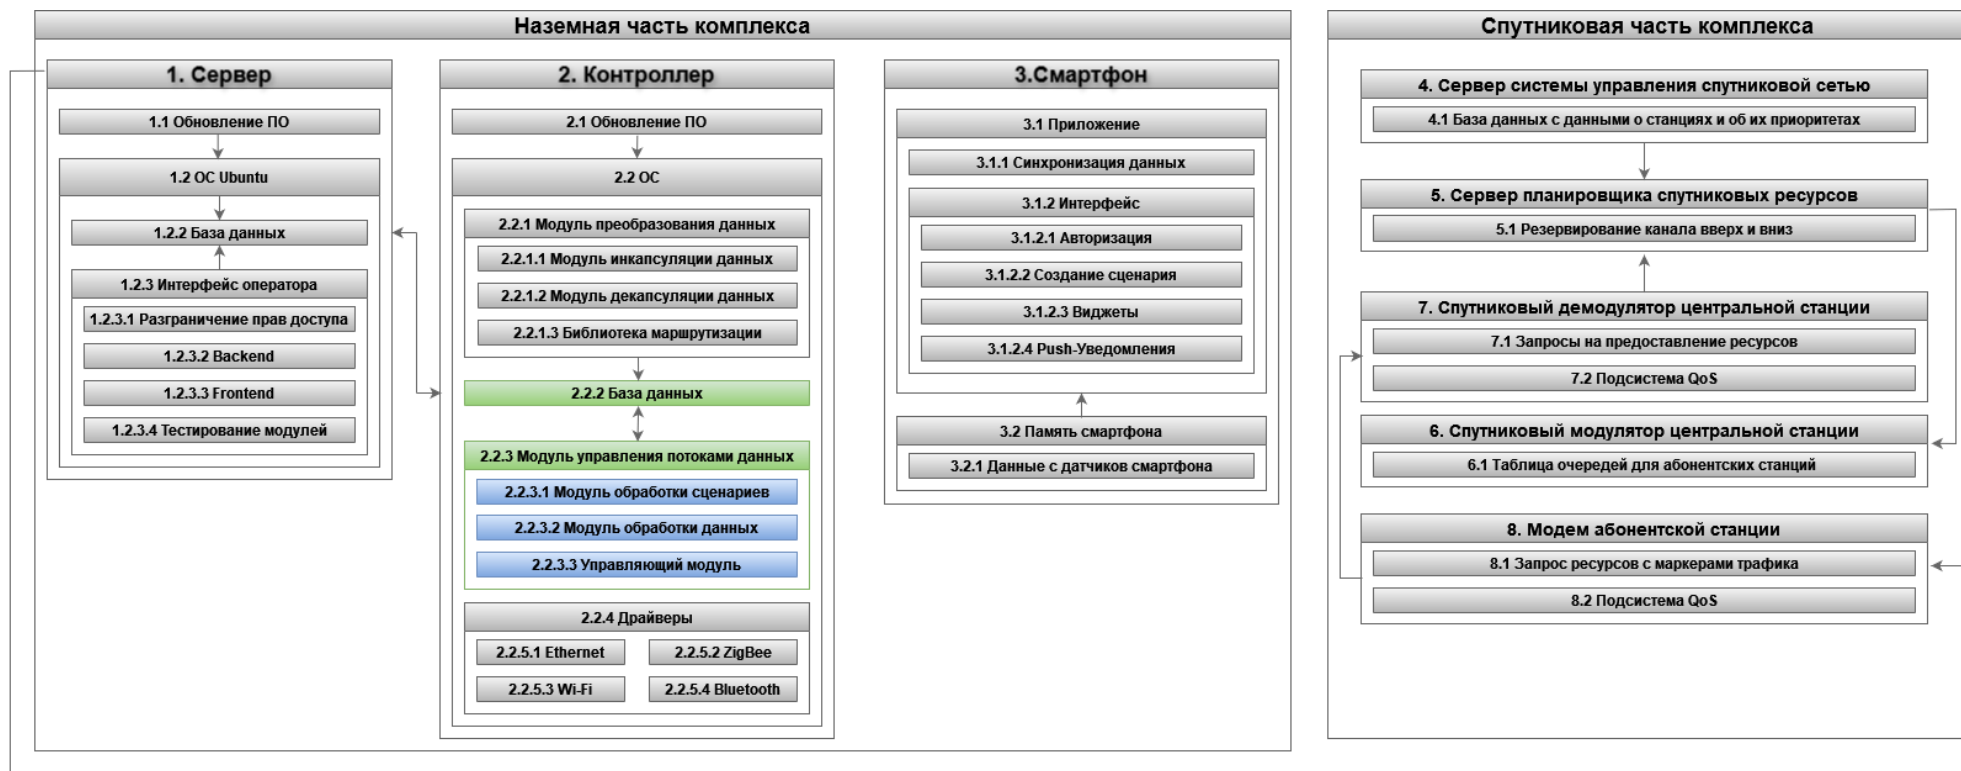 Наземная часть комплекса
1. Сервер
1.1 Обновление ПО
1.2 ОС Ubuntu
1.2.2 База данных
1.2.3 Интерфейс оператора
1.2.3.1 Разграничение прав доступа
1.2.3.2 Backend
1.2.3.3 Frontend
1.2.3.4 Тестирование модулей
2. Контроллер
2.1 Обновление ПО
2.2 ОС
2.2.1 Модуль преобразования данных
2.2.1.1 Модуль инкапсуляции данных
2.2.1.2 Модуль декапсуляции данных
2.2.1.3 Библиотека маршрутизации
2.2.2 База данных
2.2.3 Модуль управления потоками данных
2.2.3.1 Модуль обработки сценариев
2.2.3.2 Модуль обработки данных
2.2.3.3 Управляющий модуль
2.2.4 Драйверы
2.2.5.1 Ethernet
2.2.5.2 ZigBee
2.2.5.3 Wi-Fi
2.2.5.4 Bluetooth
3.Смартфон
3.1 Приложение
3.1.1 Синхронизация данных
3.1.2 Интерфейс
3.1.2.1 Авторизация
3.1.2.2 Создание сценария
3.1.2.3 Виджеты
3.1.2.4 Push-Уведомления
3.2 Память смартфона
3.2.1 Данные с датчиков смартфона
Спутниковая часть комплекса
4. Сервер системы управления спутниковой сетью
4.1 База данных с данными о станциях и об их приоритетах
5. Сервер планировщика спутниковых ресурсов
5.1 Резервирование канала вверх и вниз
7. Спутниковый демодулятор центральной станции
7.1 Запросы на предоставление ресурсов
7.2 Подсистема QoS
6. Спутниковый модулятор центральной станции
6.1 Таблица очередей для абонентских станций
8. Модем абонентской станции
8.1 Запрос ресурсов с маркерами трафика
8.2 Подсистема QoS